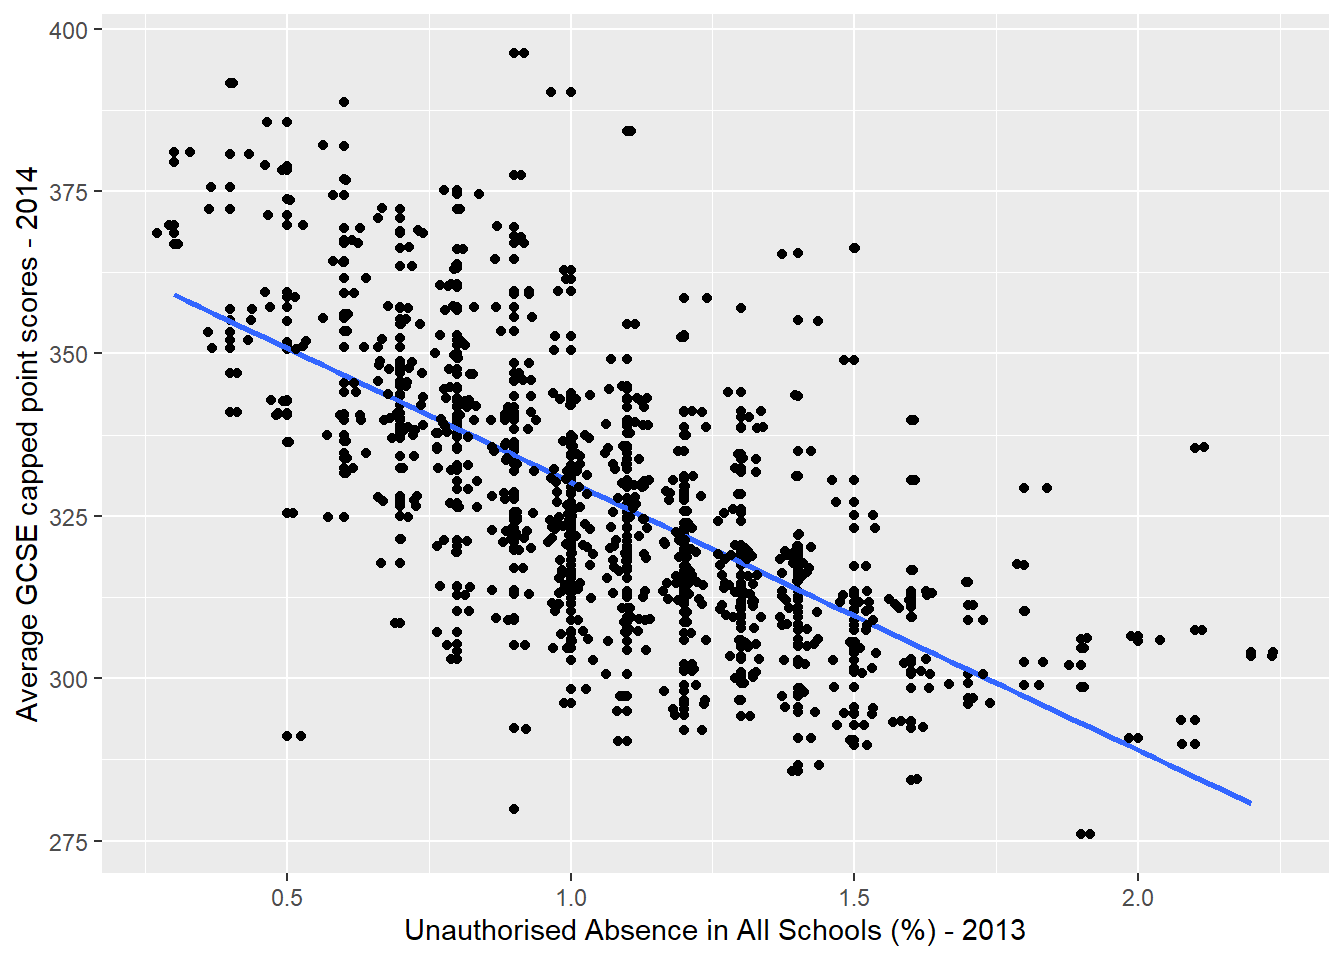 Average GCSE capped point scores - 2014
400
375
350
325
300
275
0.5 1.0 1.5 2.0
Unauthorised Absence in All Schools (%) - 2013